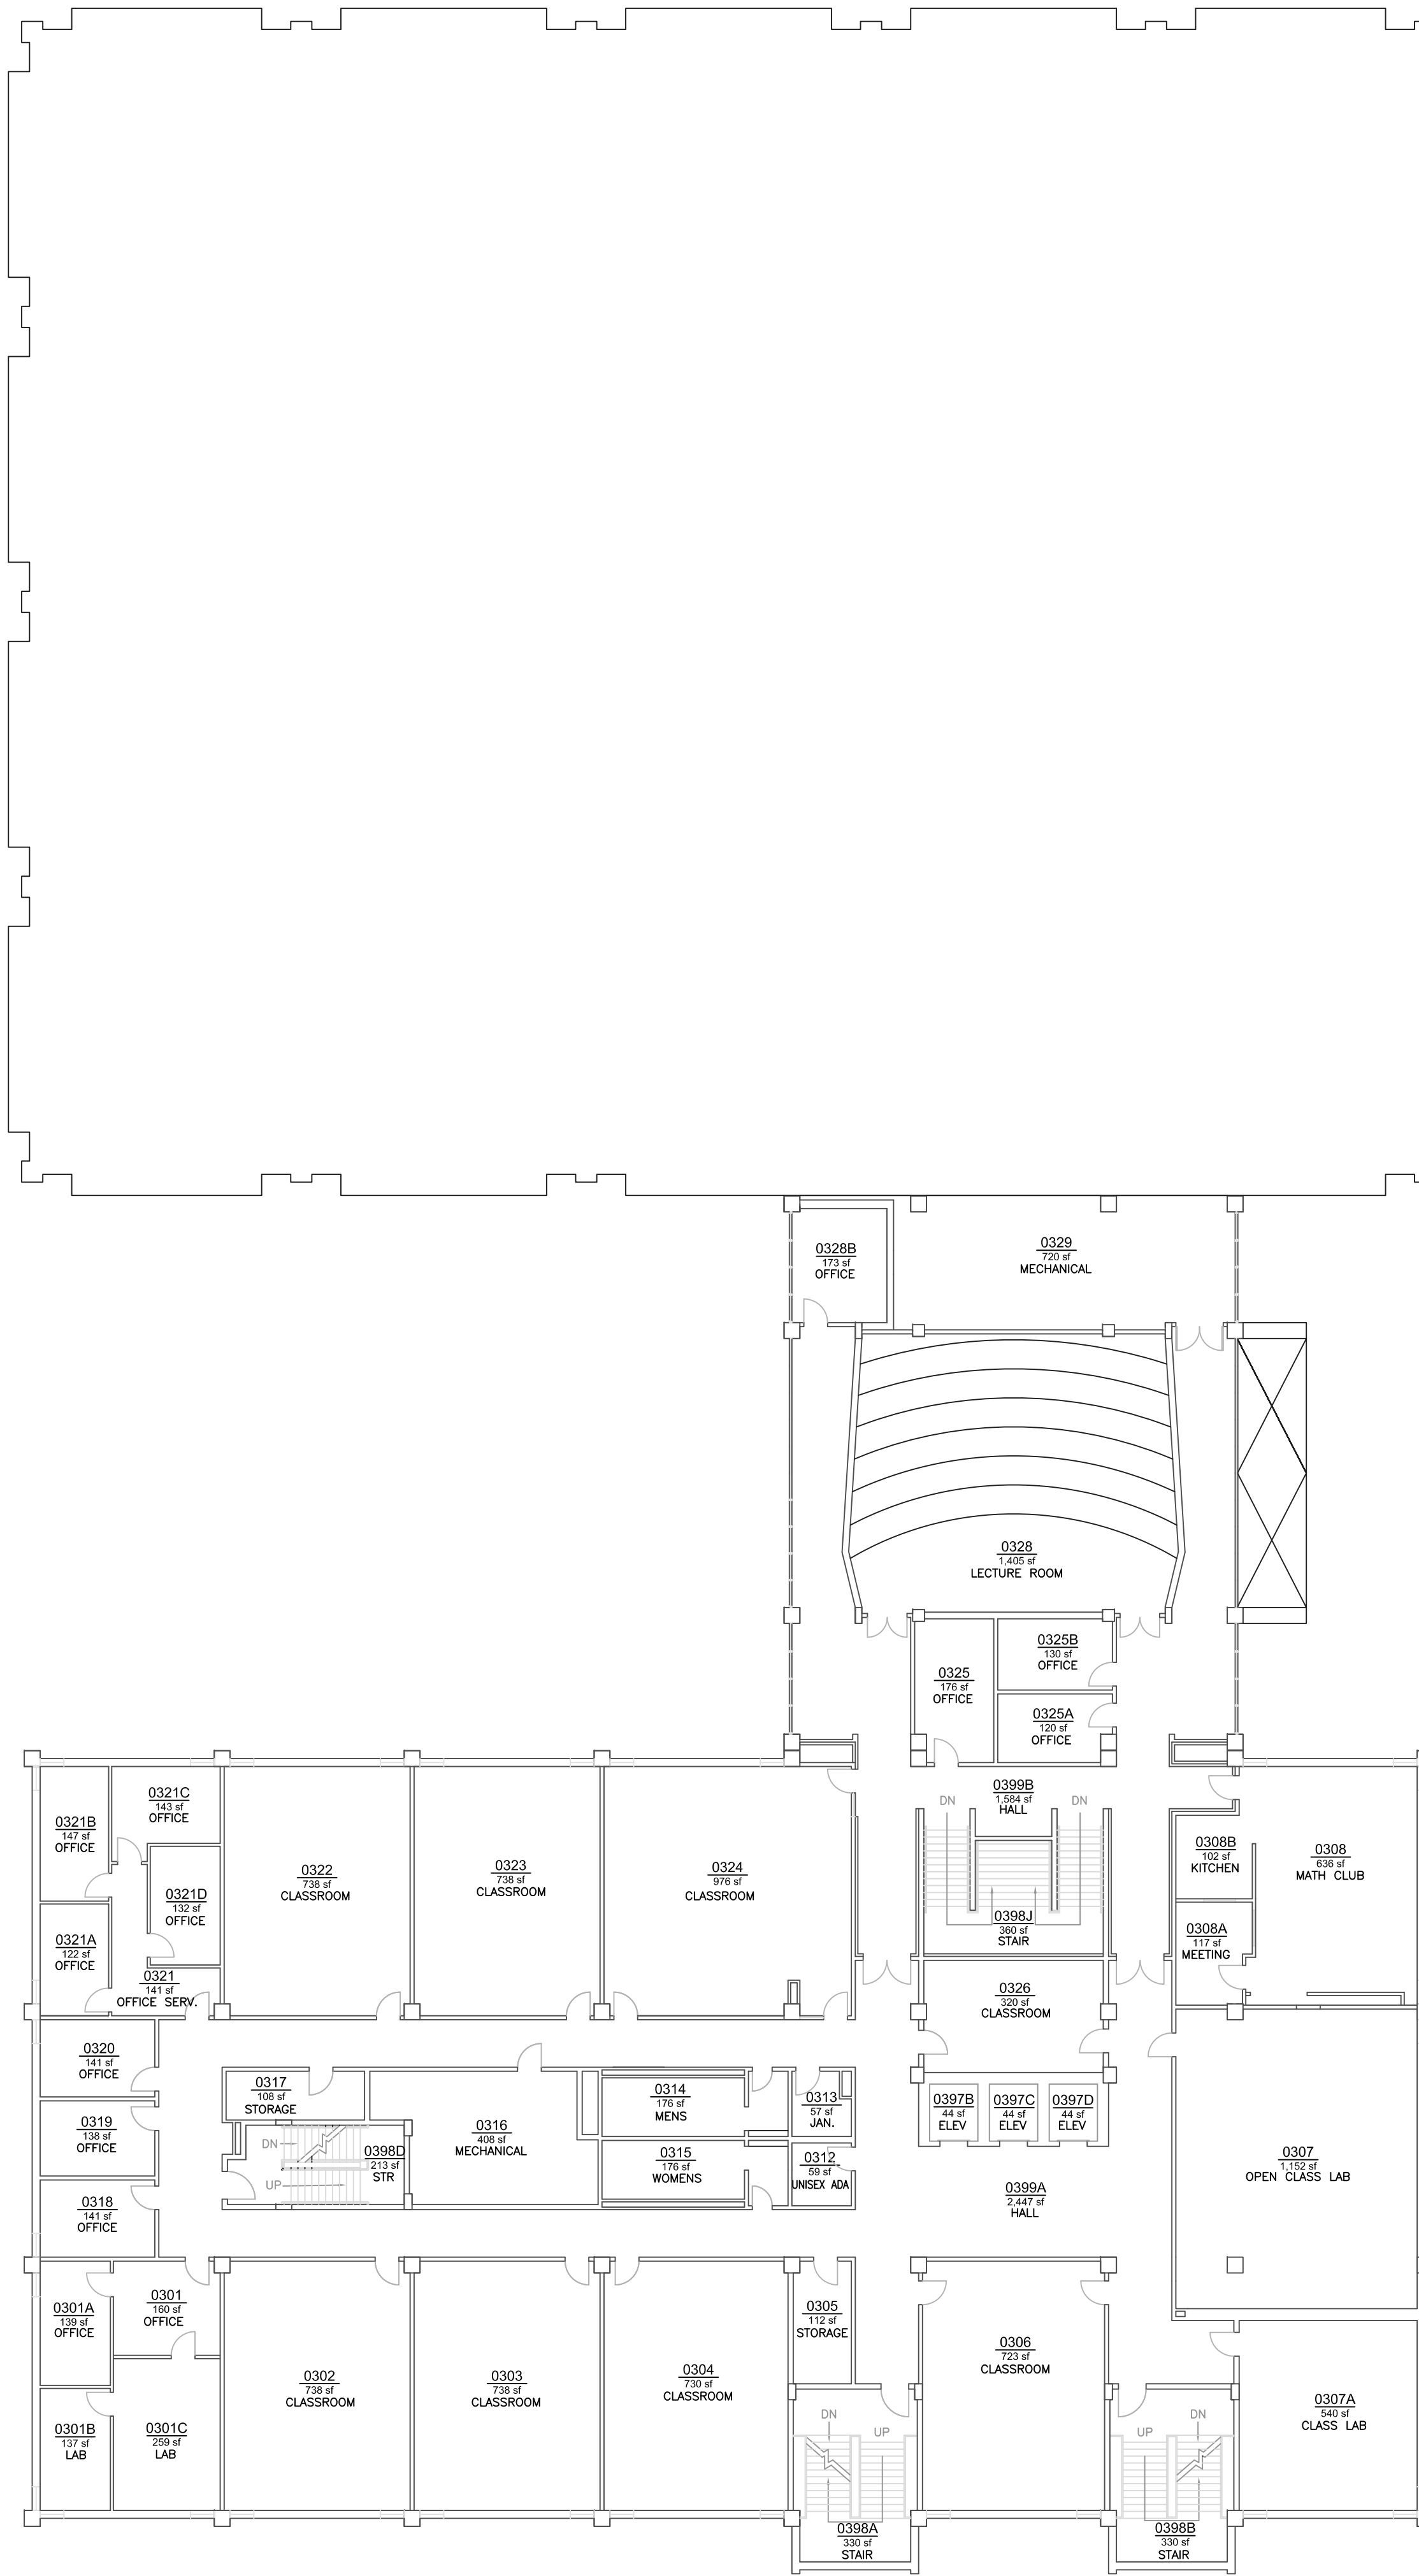 0328B
173 sf
OFFICE
0329
720 sf
MECHANICAL
0328
1,405 sf
LECTURE ROOM
0325
176 sf
OFFICE
0325B
130 sf
OFFICE
0325A
120 sf
OFFICE
0399B
1,584 sf
HALL
DN
DN
0321C
143 sf
OFFICE
0321B
147 sf
OFFICE
0321D
132 sf
OFFICE
0321A
122 sf
OFFICE
0321
141 sf
OFFICE SERV.
0322
738 sf
CLASSROOM
0323
738 sf
CLASSROOM
0324
976 sf
CLASSROOM
0398J
360 sf
STAIR
0308B
102 sf
KITCHEN
0308
636 sf
MATH CLUB
0308A
117 sf
MEETING
0326
320 sf
CLASSROOM
0320
141 sf
OFFICE
0319
138 sf
OFFICE
0318
141 sf
OFFICE
0317
108 sf
STORAGE
DN
UP
0398D
213 sf
STR
0316
408 sf
MECHANICAL
0314
176 sf
MENS
0315
176 sf
WOMENS
0313
57 sf
JAN.
0312
59 sf
UNISEX ADA
0397B
44 sf
ELEV
0397C
44 sf
ELEV
0397D
44 sf
ELEV
0399A
2,447 sf
HALL
0307
1,152 sf
OPEN CLASS LAB
0301A
139 sf
OFFICE
0301
160 sf
OFFICE
0301B
137 sf
LAB
0301C
259 sf
LAB
0302
738 sf
CLASSROOM
0303
738 sf
CLASSROOM
0304
730 sf
CLASSROOM
0305
112 sf
STORAGE
0306
723 sf
CLASSROOM
0307A
540 sf
CLASS LAB
DN
UP
0398A
330 sf
STAIR
UP
DN
0398B
330 sf
STAIR